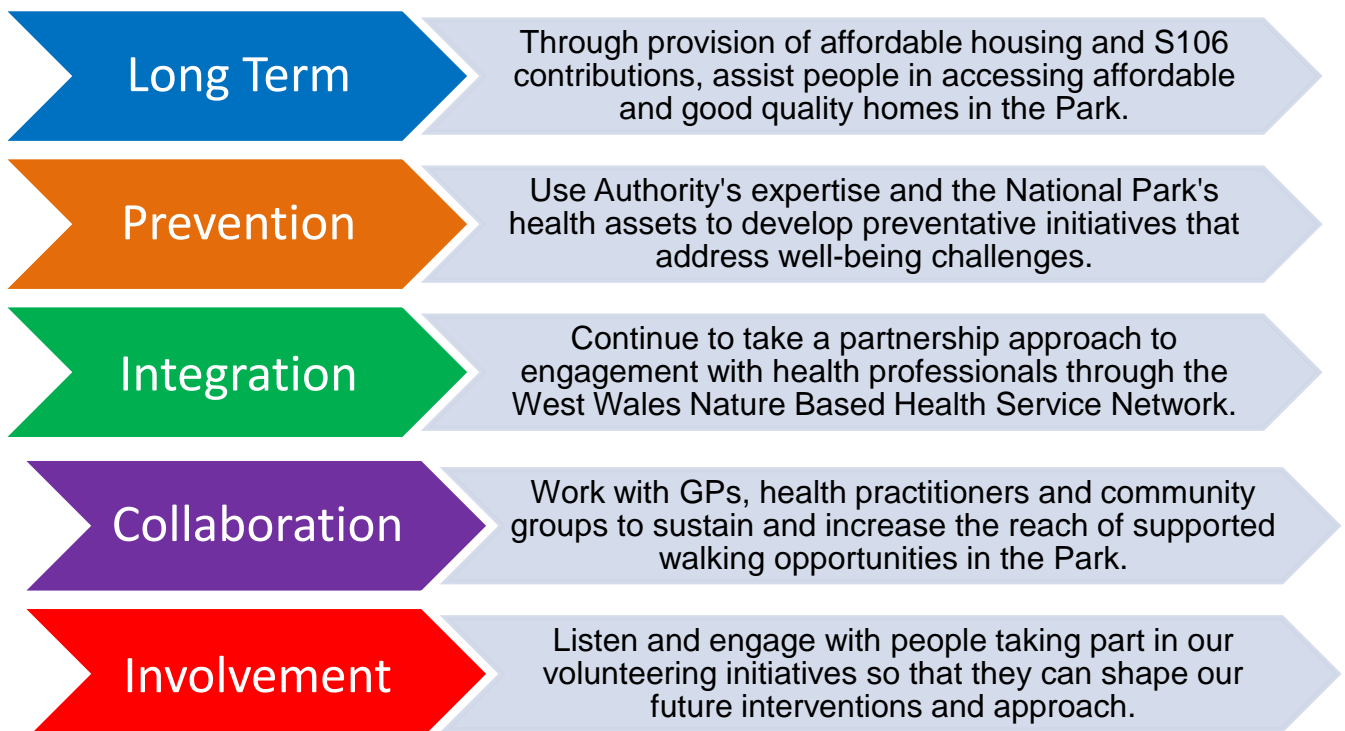 Long Term
Through provision of affordable housing and S106
contributions, assist people in accessing affordable
and good quality homes in the Park.
Prevention
Use Authority's expertise and the National Park's
health assets to develop preventative initiatives that
address well-being challenges.
Integration
Continue to take a partnership approach to
engagement with health professionals through the
West Wales Nature Based Health Service Network.
Collaboration
Work with GPs, health practitioners and community
groups to sustain and increase the reach of supported
walking opportunities in the Park.
Involvement
Listen and engage with people taking part in our
volunteering initiatives so that they can shape our
future interventions and approach.